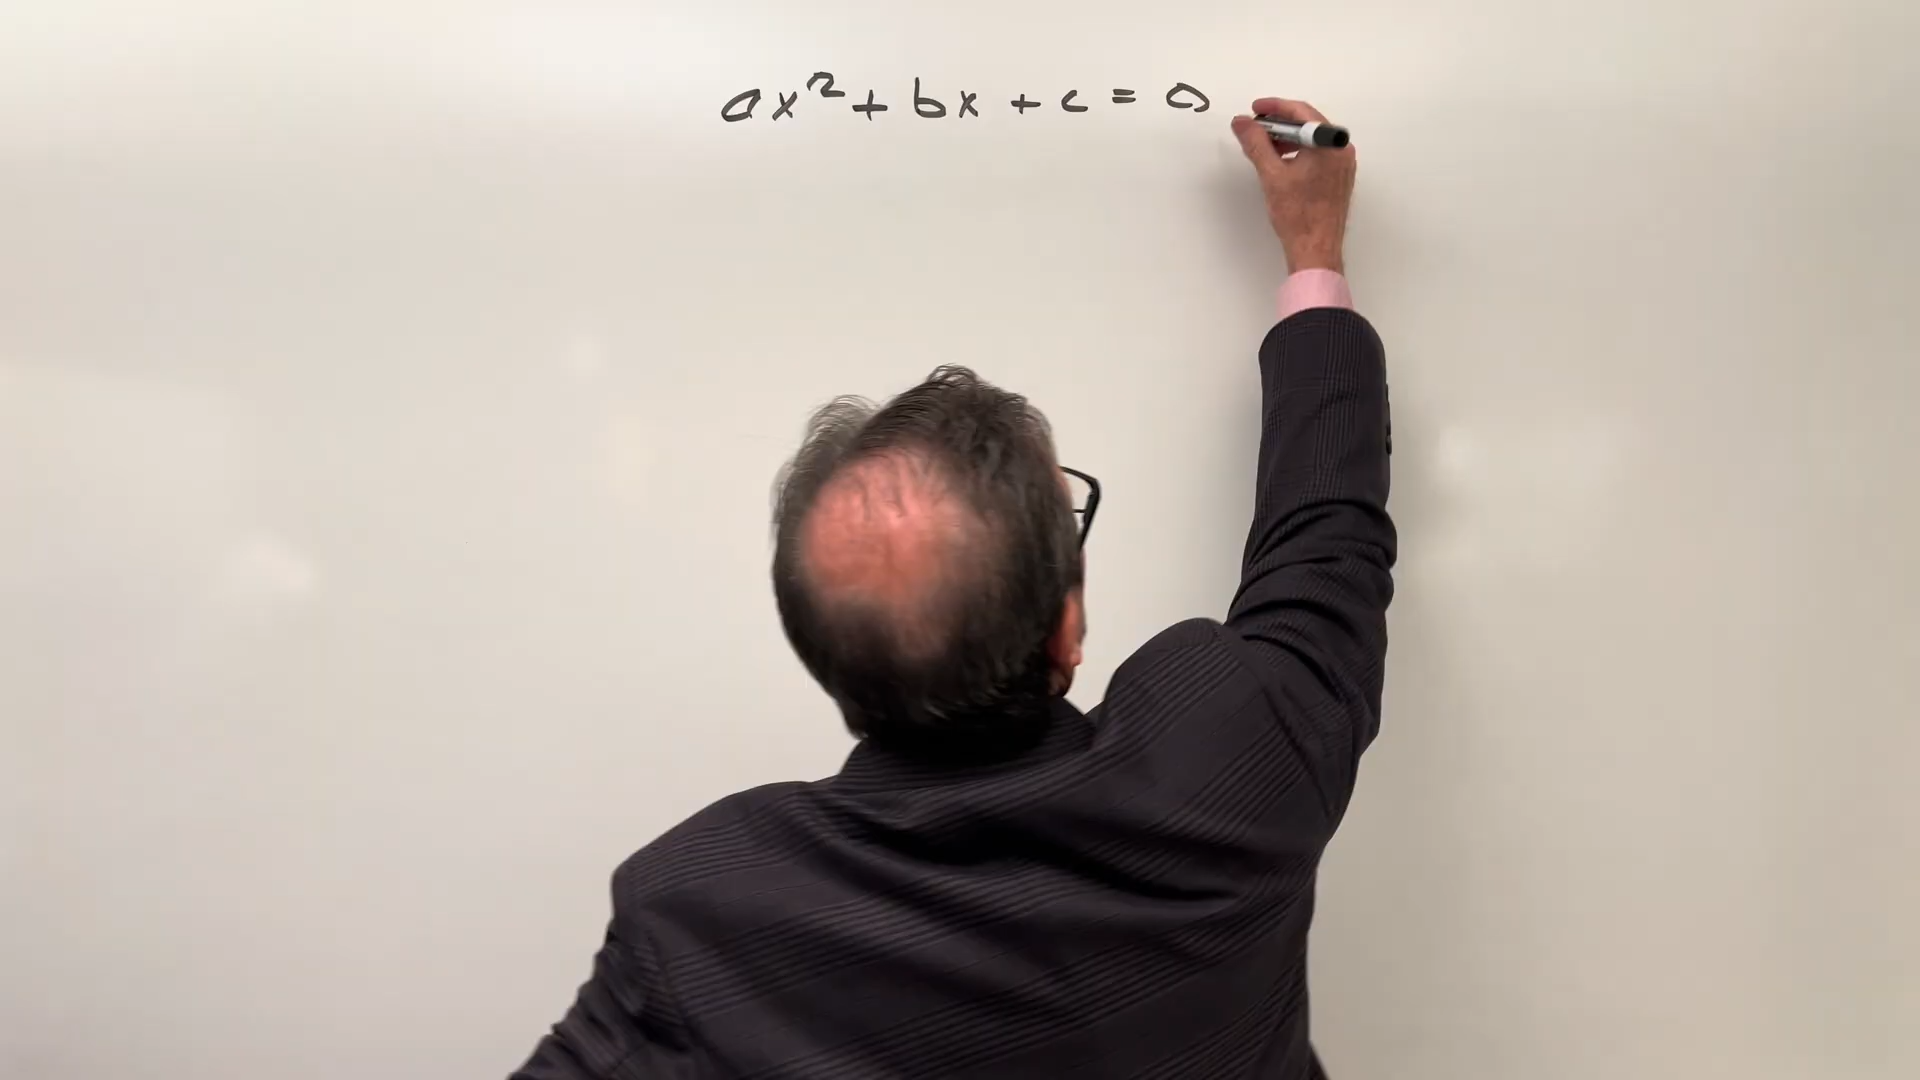 ax² + bx + c = 0